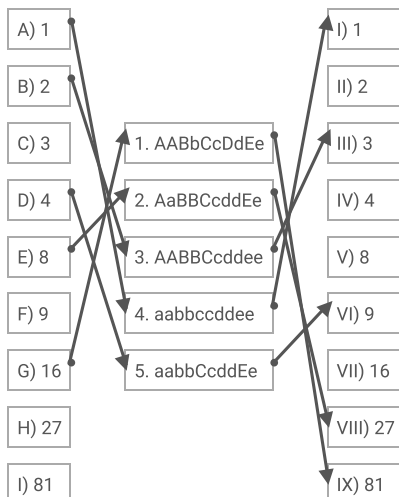 A) 1
B) 2
C) 3
D) 4
E) 8
F) 9
G) 16
H) 27
I) 81
1. AABbCcDdEe
2. AaBBCcddEe
3. AABBCcddee
4. aabbccddee
5. aabbCcddEe
I) 1
II) 2
III) 3
IV) 4
V) 8
VI) 9
VII) 16
VIII) 27
IX) 81